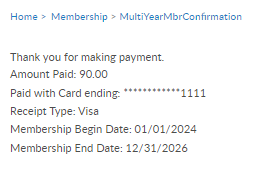 Home > Membership > MultiYearMbrConfirmation
Thank you for making payment.
Amount Paid: 90.00
Paid with Card ending: ************1111
Receipt Type: Visa
Membership Begin Date: 01/01/2024
Membership End Date: 12/31/2026